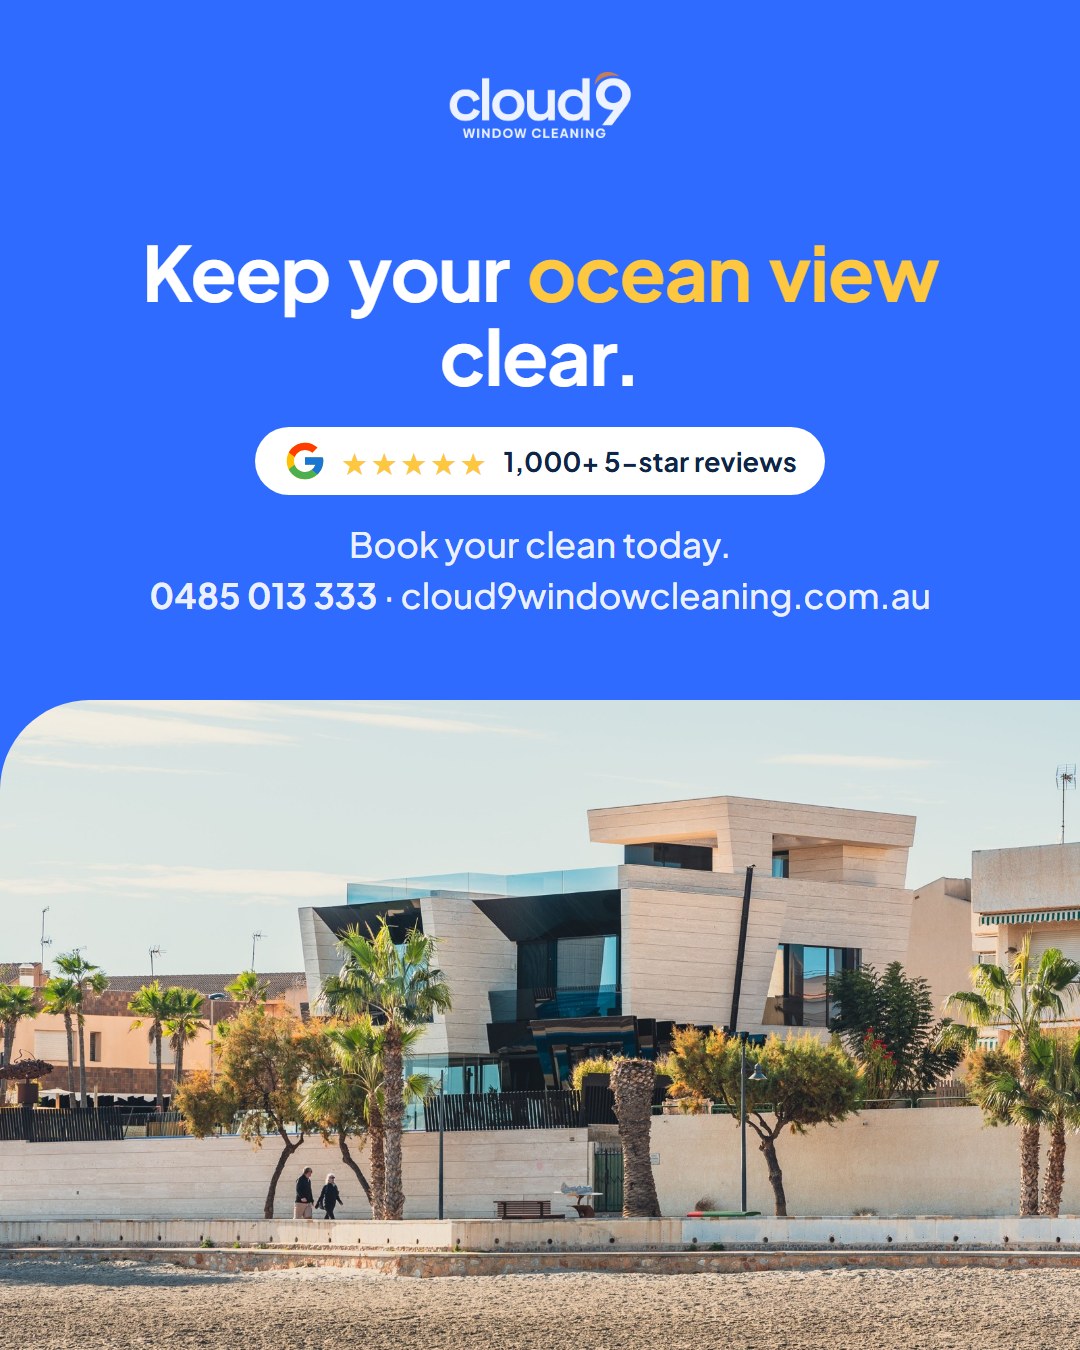 cloud9
WINDOW CLEANING
Keep your ocean view
clear.
1,000+ 5-star reviews
Book your clean today.
0485 013 333 · cloud9windowcleaning.com.au